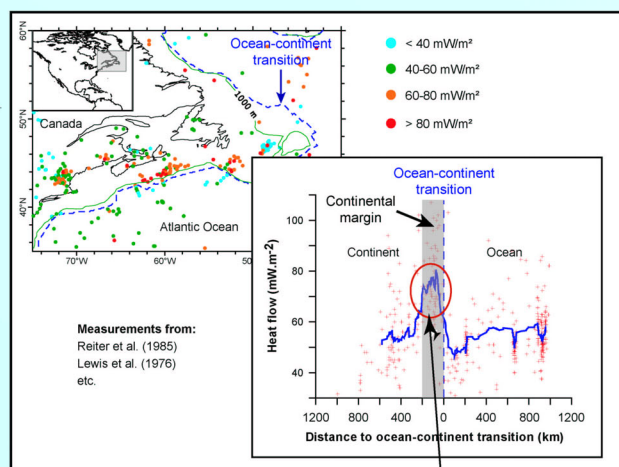 60°N
Ocean-continent
transition
1000 m
50°N
Canada
40°N
Atlantic Ocean
70°W
60°W
50
< 40 mW/m²
40-60 mW/m²
60-80 mW/m²
> 80 mW/m²
Measurements from:
Reiter et al. (1985)
Lewis et al. (1976)
etc.
Ocean-continent
transition
Continental
margin
Continent
Ocean
Heat flow (mW.m²)
100
80
60
40
1200
800
400
0
400
800
1200
Distance to ocean-continent transition (km)